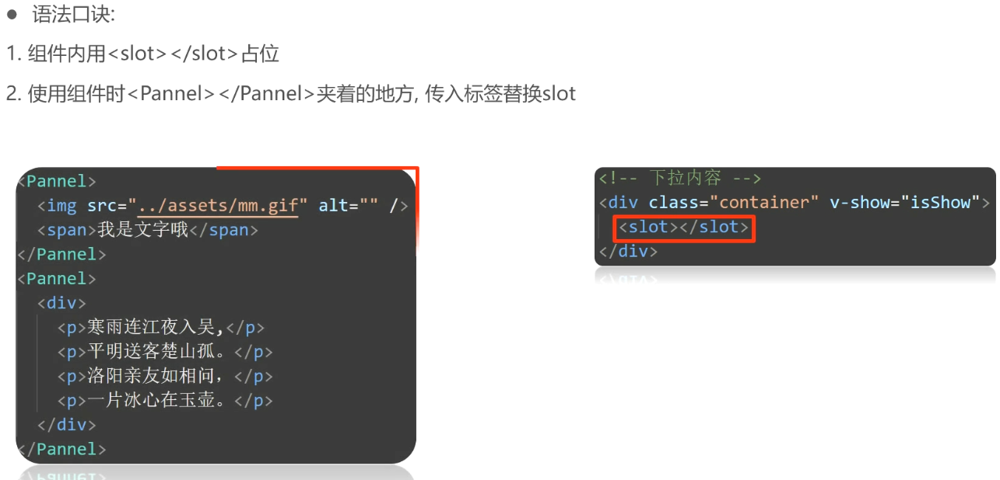 ● 语法口诀:
1. 组件内用<slot></slot>占位
2. 使用组件时<Pannel></Pannel>夹着的地方, 传入标签替换slot
<Pannel>
<img src="../assets/mm.gif" alt="" />
<span>我是文字哦</span>
</Pannel>
<Pannel>
<div>
<p>寒雨连江夜入吴,</p>
<p>平明送客楚山孤。</p>
<p>洛阳亲友如相问，</p>
<p>一片冰心在玉壶。</p>
</div>
</Pannel>
<!-- 下拉内容 -->
<div class="container" v-show="isShow">
<slot></slot>
</div>